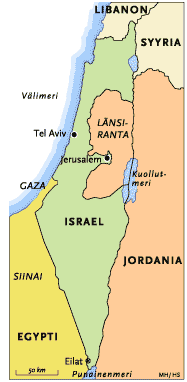 LIBANON
SYYRIA
Välimeri
LÄNSI-
RANTA
Tel Aviv
Jerusalem
Kuollut-
meri
GAZA
ISRAEL
JORDANIA
SIINAI
EGYPTI
Eilat
50 km
Punainenmeri
MH/HS